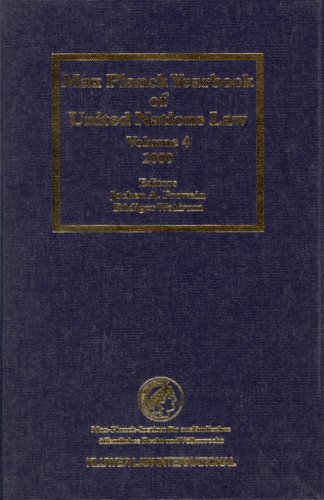 Max Planck Yearbook
of
United Nations Law
Volume 4
2000
Editors
Jochen A. Frowein
Rüdiger Wolfrum
Max-Planck-Institut für ausländisches
öffentliches Recht und Völkerrecht
KLUWER LAW INTERNATIONAL